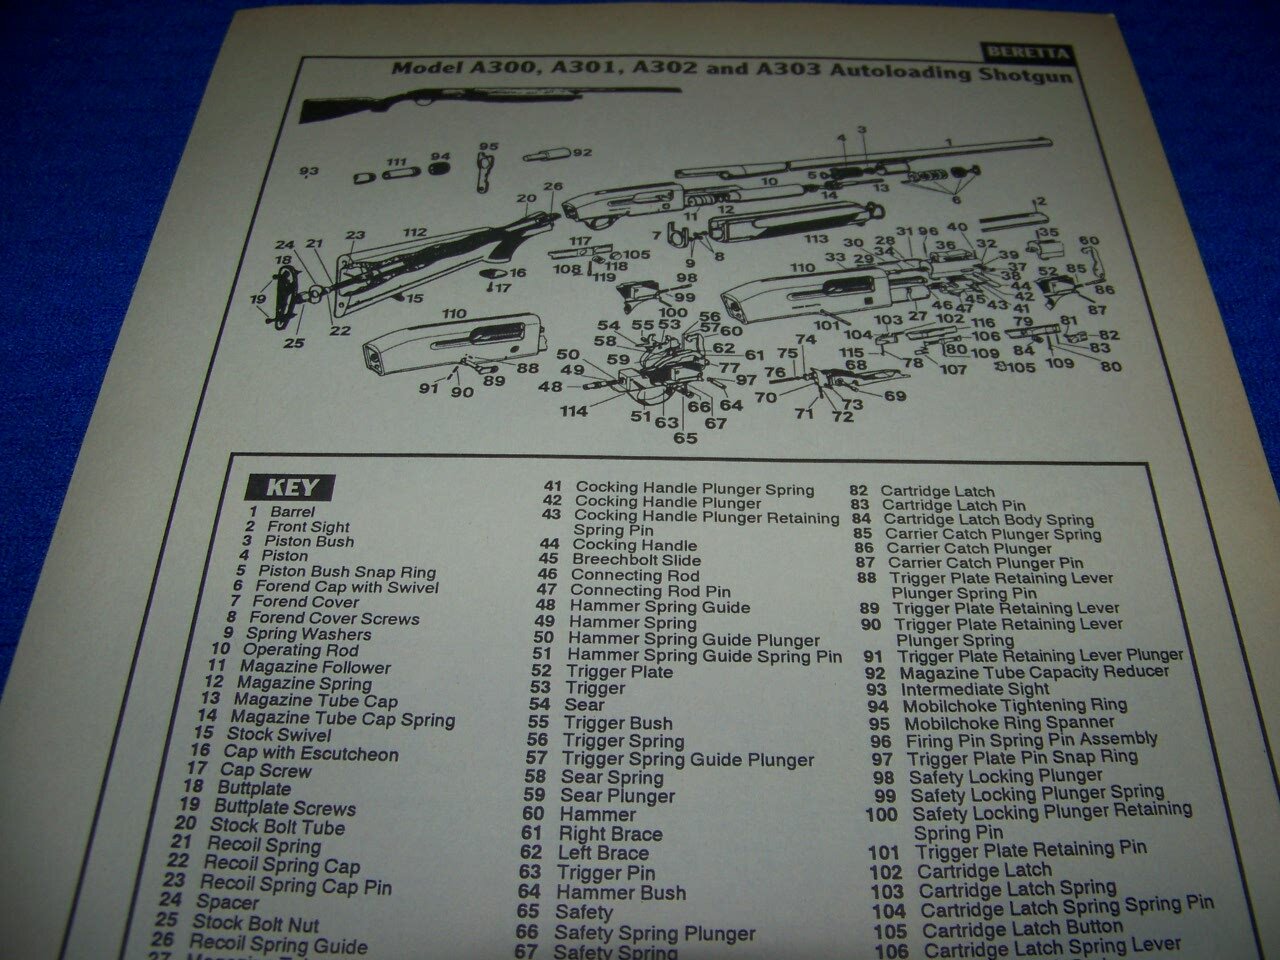 BERETTA
Model A300, A301, A302 and A303 Autoloading Shotgun
KEY
1 Barrel
2 Front Sight
3 Piston Bush
4 Piston
5 Piston Bush Snap Ring
6 Forend Cap with Swivel
7 Forend Cover
8 Forend Cover Screws
9 Spring Washers
10 Operating Rod
11 Magazine Follower
12 Magazine Spring
13 Magazine Tube Cap
14 Magazine Tube Cap Spring
15 Stock Swivel
16 Cap with Escutcheon
17 Cap Screw
18 Buttplate
19 Buttplate Screws
20 Stock Bolt Tube
21 Recoil Spring
22 Recoil Spring Cap
23 Recoil Spring Cap Pin
24 Spacer
25 Stock Bolt Nut
26 Recoil Spring Guide
27
41 Cocking Handle Plunger Spring
42 Cocking Handle Plunger
43 Cocking Handle Plunger Retaining
Spring Pin
44 Cocking Handle
45 Breechbolt Slide
46 Connecting Rod
47 Connecting Rod Pin
48 Hammer Spring Guide
49 Hammer Spring
50 Hammer Spring Guide Plunger
51 Hammer Spring Guide Spring Pin
52 Trigger Plate
53 Trigger
54 Sear
55 Trigger Bush
56 Trigger Spring
57 Trigger Spring Guide Plunger
58 Sear Spring
59 Sear Plunger
60 Hammer
61 Right Brace
62 Left Brace
63 Trigger Pin
64 Hammer Bush
65 Safety
66 Safety Spring Plunger
67 Safety Spring
82 Cartridge Latch
83 Cartridge Latch Pin
84 Cartridge Latch Body Spring
85 Carrier Catch Plunger Spring
86 Carrier Catch Plunger
87 Carrier Catch Plunger Pin
88 Trigger Plate Retaining Lever
Plunger Spring Pin
89 Trigger Plate Retaining Lever
90 Trigger Plate Retaining Lever
Plunger Spring
91 Trigger Plate Retaining Lever Plunger
92 Magazine Tube Capacity Reducer
93 Intermediate Sight
94 Mobilchoke Tightening Ring
95 Mobilchoke Ring Spanner
96 Firing Pin Spring Pin Assembly
97 Trigger Plate Pin Snap Ring
98 Safety Locking Plunger
99 Safety Locking Plunger Spring
100 Safety Locking Plunger Retaining
Spring Pin
101 Trigger Plate Retaining Pin
102 Cartridge Latch
103 Cartridge Latch Spring
104 Cartridge Latch Spring Spring Pin
105 Cartridge Latch Button
106 Cartridge Latch Spring Lever